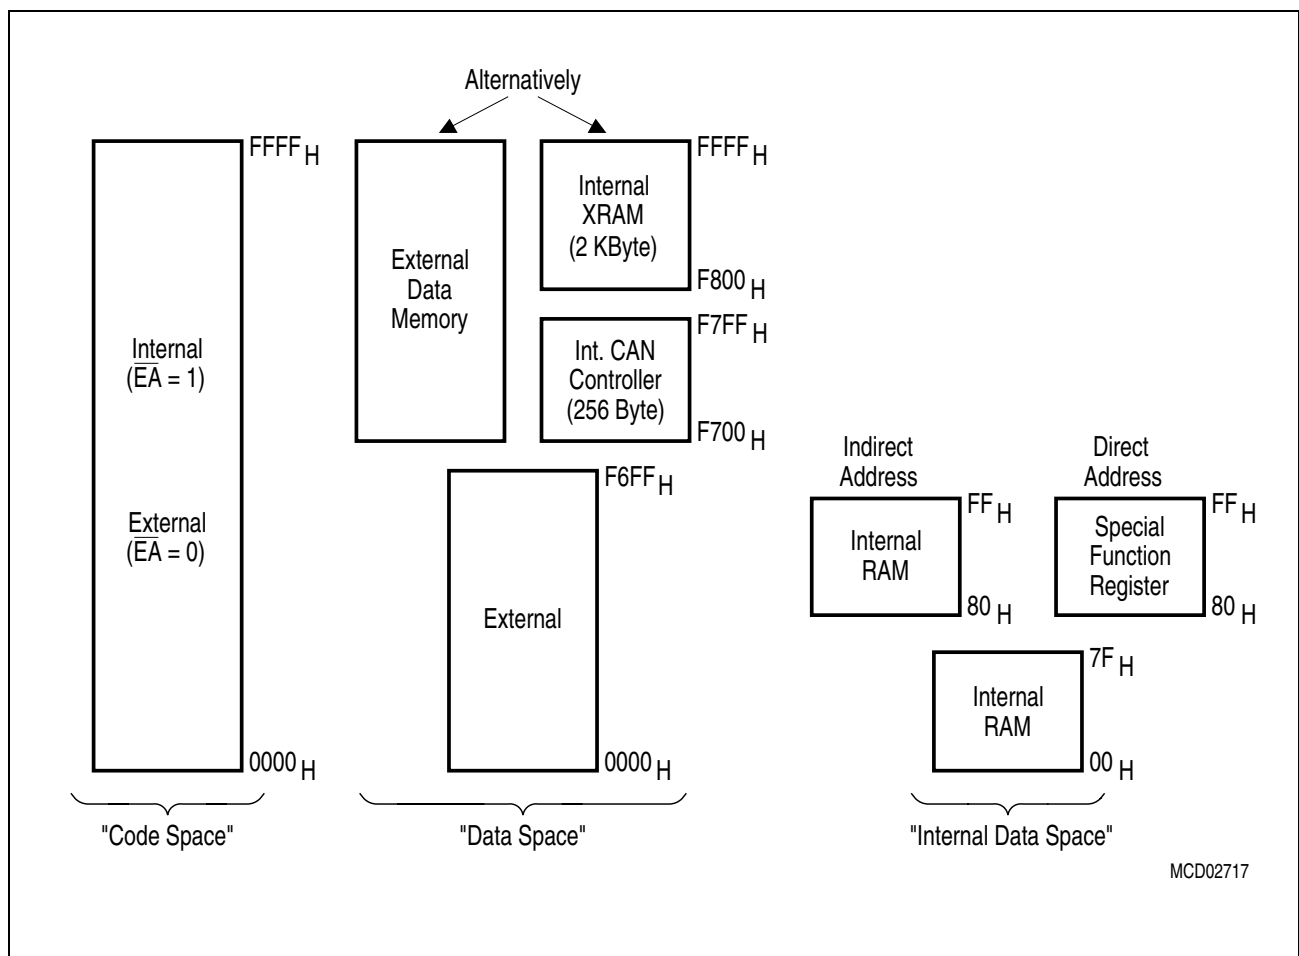 Alternatively
FFFF H
Internal
(EA = 1)
External
(EA = 0)
0000 H
"Code Space"
External
Data
Memory
Internal
XRAM
(2 KByte)
FFFF H
F800 H
Int. CAN
Controller
(256 Byte)
F7FF H
F700 H
External
F6FF H
0000 H
"Data Space"
Indirect
Address
Internal
RAM
FF H
80 H
Direct
Address
Special
Function
Register
FF H
80 H
Internal
RAM
7F H
00 H
"Internal Data Space"
MCD02717